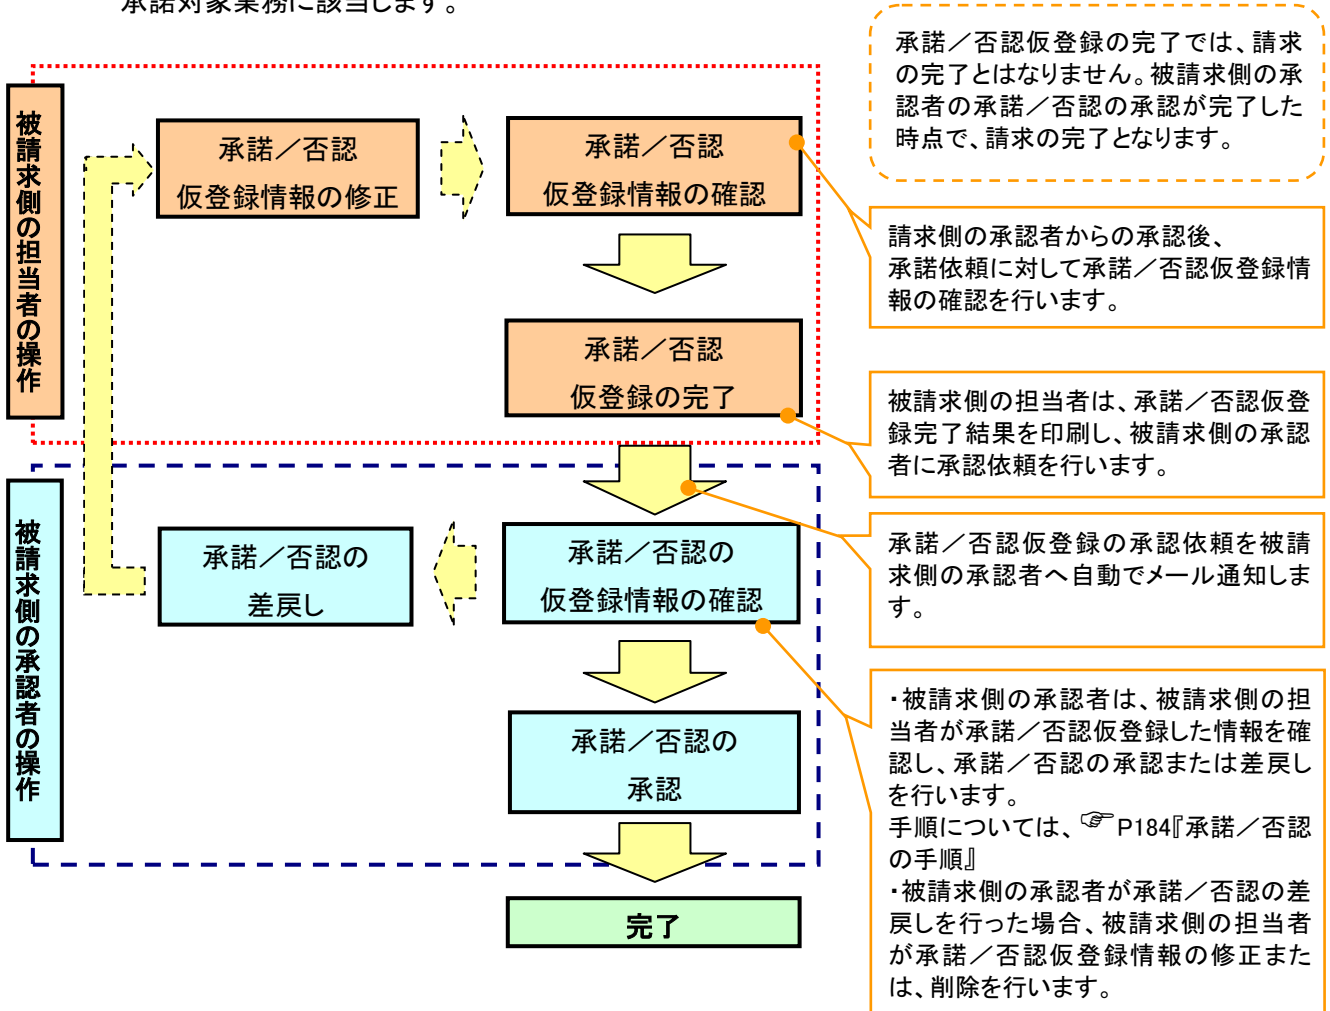 承諾対象業務に該当します。
承諾／否認仮登録の完了では、請求
の完了とはなりません。被請求側の承
認者の承諾／否認の承認が完了した
時点で、請求の完了となります。
被請求側の担当者の操作
承諾／否認
仮登録情報の修正
承諾／否認
仮登録情報の確認
請求側の承認者からの承認後、
承諾依頼に対して承諾／否認仮登録情
報の確認を行います。
承諾／否認
仮登録の完了
被請求側の担当者は、承諾／否認仮登
録完了結果を印刷し、被請求側の承認
者に承認依頼を行います。
被請求側の承認者の操作
承諾／否認の
差戻し
承諾／否認の
仮登録情報の確認
承諾／否認仮登録の承認依頼を被請
求側の承認者へ自動でメール通知しま
す。
承諾／否認の
承認
・被請求側の承認者は、被請求側の担
当者が承諾／否認仮登録した情報を確
認し、承諾／否認の承認または差戻し
を行います。
手順については、☞P184『承諾／否認
の手順』
・被請求側の承認者が承諾／否認の差
戻しを行った場合、被請求側の担当者
が承諾／否認仮登録情報の修正また
は、削除を行います。
完了